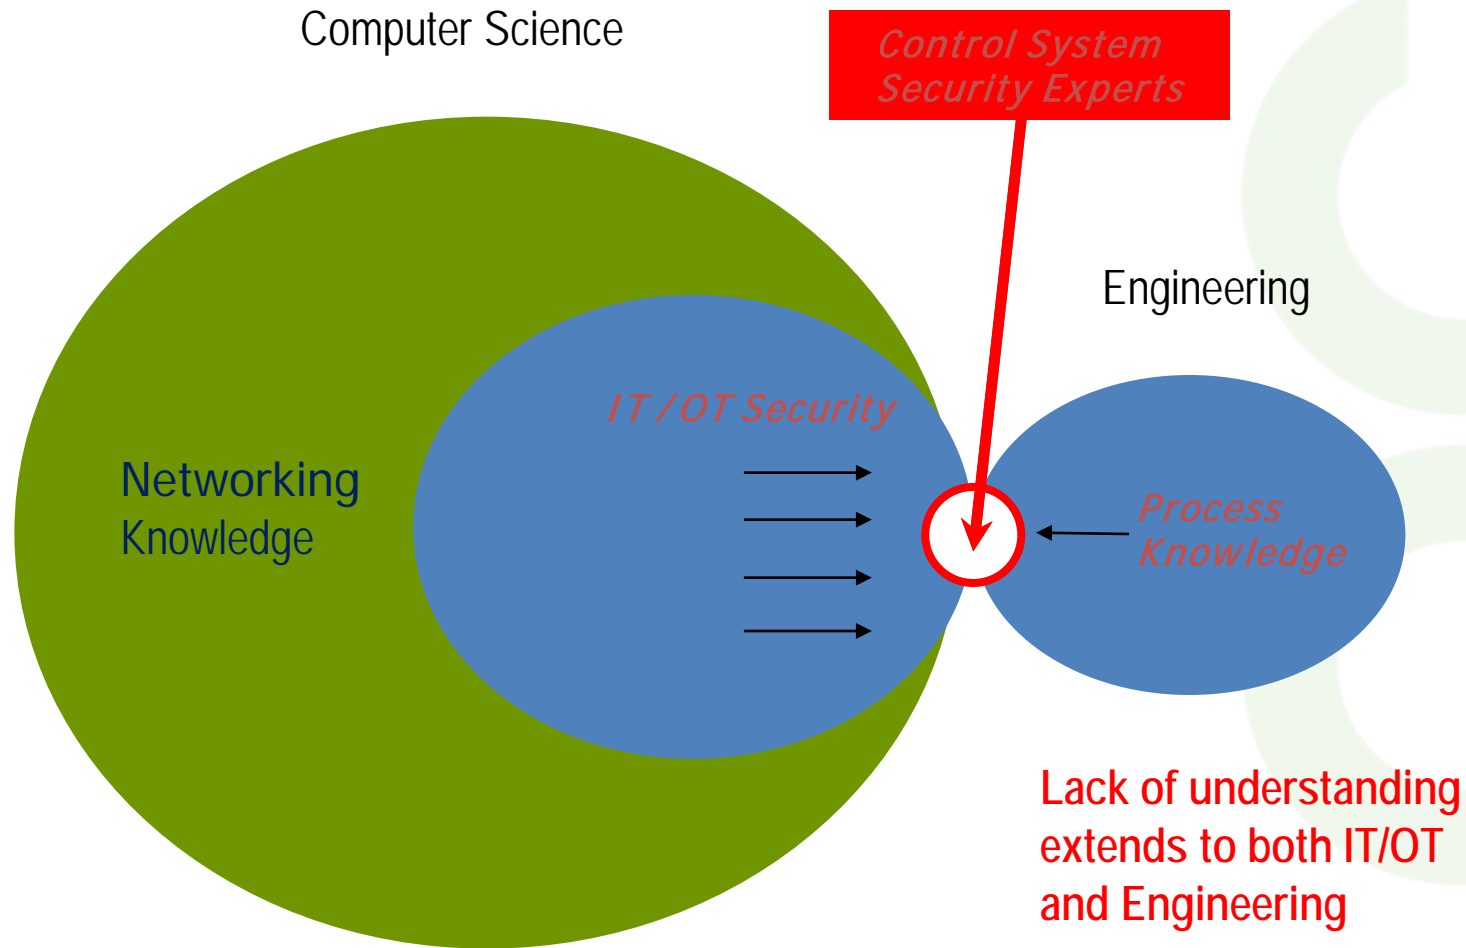 Computer Science
Control System
Security Experts
Engineering
IT/OT Security
Networking
Knowledge
Process
Knowledge
Lack of understanding
extends to both IT/OT
and Engineering